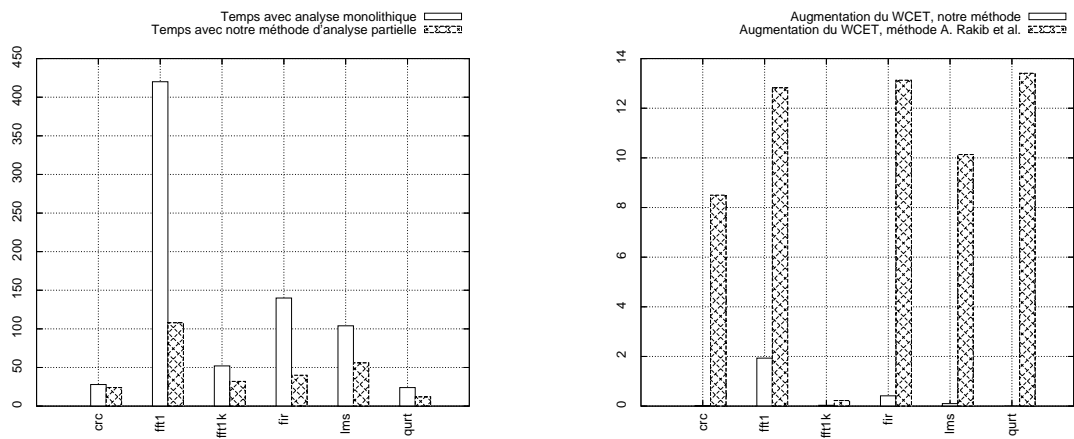 Temps avec analyse monolithique
Temps avec notre méthode d'analyse partielle
450
400
350
300
250
200
150
100
50
0
crc
fft1
fft1k
fir
lms
qurt
Augmentation du WCET, notre méthode
Augmentation du WCET, méthode A. Rakib et al.
14
12
10
8
6
4
2
0
crc
fft1
fft1k
fir
lms
qurt